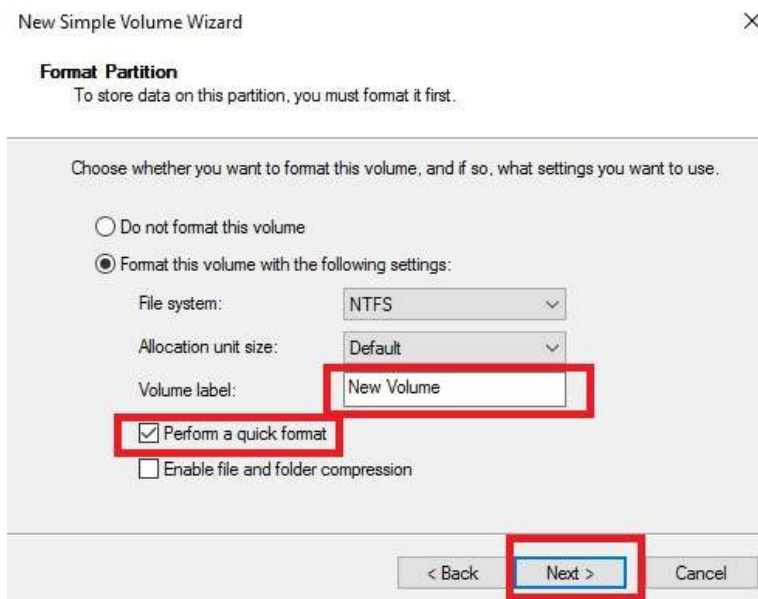 New Simple Volume Wizard
Format Partition
To store data on this partition, you must format it first.
Choose whether you want to format this volume, and if so, what settings you want to use.
Do not format this volume
Format this volume with the following settings:
File system: NTFS
Allocation unit size: Default
Volume label: New Volume
Perform a quick format
Enable file and folder compression
< Back Next > Cancel